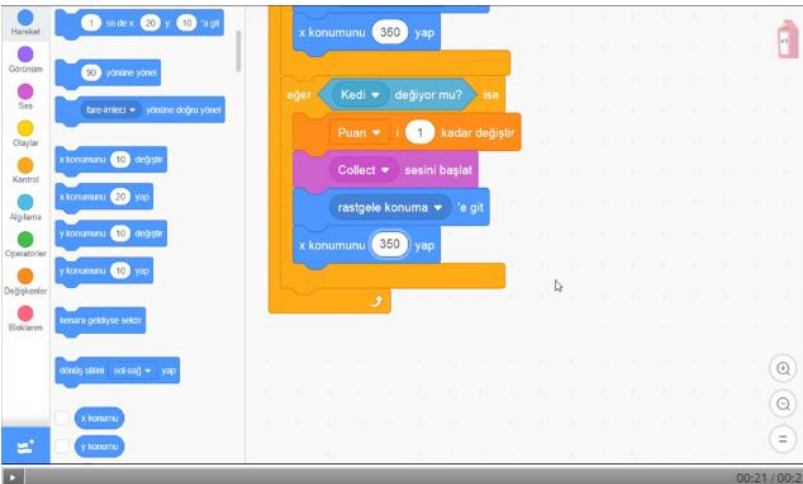 Hareket
Görünüm
Ses
Olaylar
Kontrol
Algılama
Operatörler
Değişkenler
Bloklarım
1 sn.de x: 20 y: 10 'a git
90 yönüne yönel
fare-imleci yönüne doğru yönel
x konumunu 10 değiştir
x konumunu 20 yap
y konumunu 10 değiştir
y konumunu 10 yap
kenara geldiyse sektir
dönüş stilini sol-sağ yap
x konumu
y konumu
x konumunu 350 yap
eğer Kedi değiyor mu? ise
Puan i 1 kadar değiştir
Collect sesini başlat
rastgele konuma 'e git
x konumunu 350 yap
00:21 / 00:2